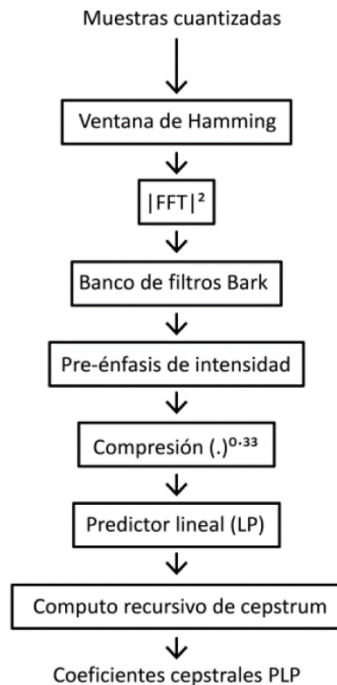 Muestras cuantizadas
Ventana de Hamming
|FFT|²
Banco de filtros Bark
Pre-énfasis de intensidad
Compresión (.)⁰·³³
Predictor lineal (LP)
Computo recursivo de cepstrum
Coeficientes cepstrales PLP